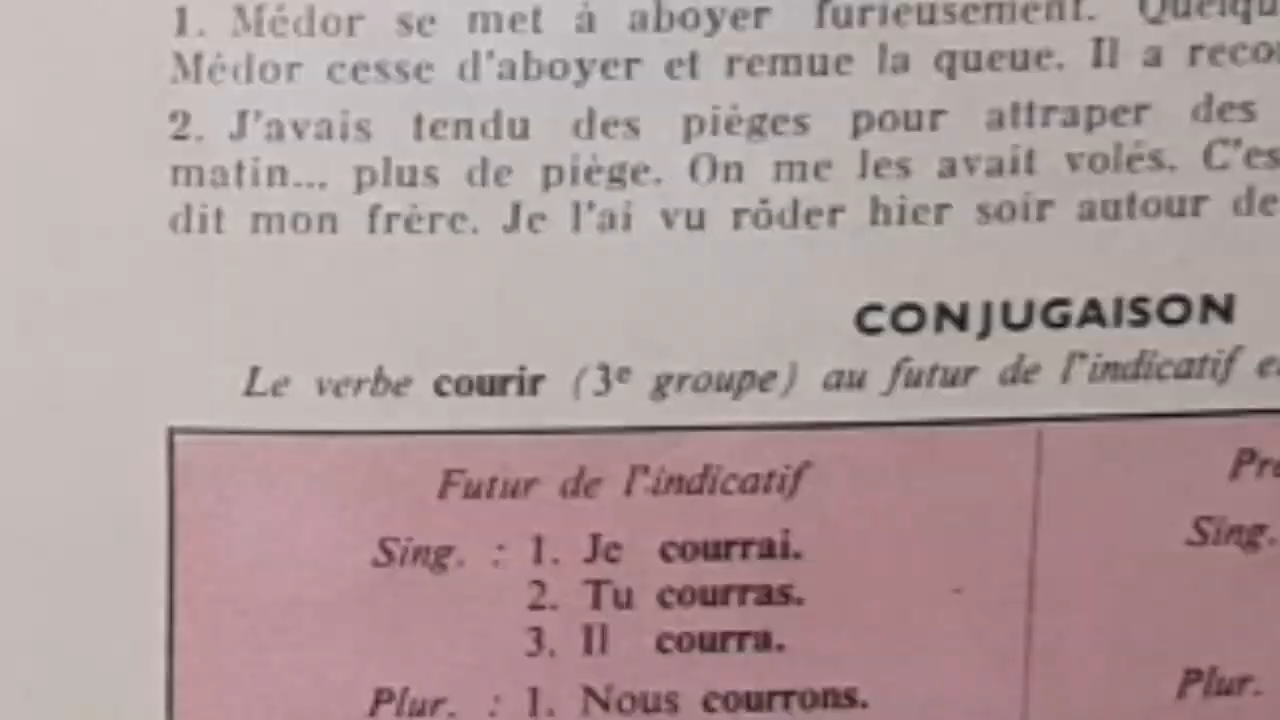 1. Médor se met à aboyer furieusement.
Médor cesse d'aboyer et remue la queue. Il a
2. J'avais tendu des pièges pour attraper des
matin... plus de piège. On me les avait volés.
dit mon frère. Je l'ai vu rôder hier soir autour de
CONJUGAISON
Le verbe courir (3e groupe) au futur de l'indicatif
Futur de l'indicatif
Sing. : 1. Je courrai.
2. Tu courras.
3. Il courra.
Plur. : 1. Nous courrons.
Sing.
Plur.